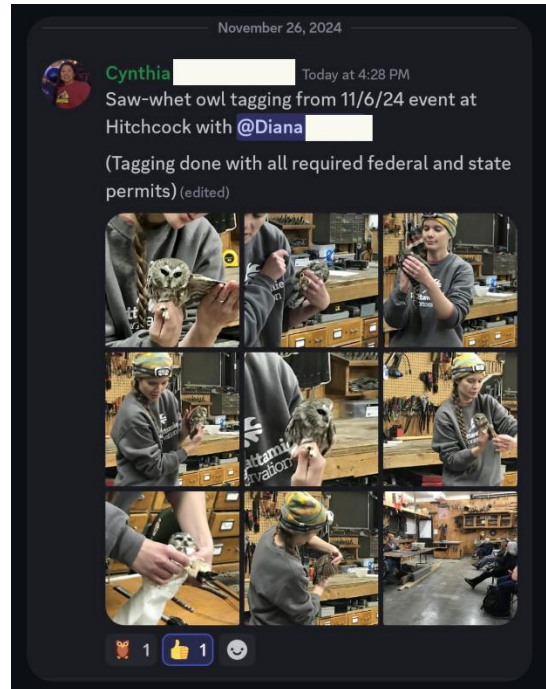 November 26, 2024
Cynthia Today at 4:28 PM
Saw-whet owl tagging from 11/6/24 event at
Hitchcock with @Diana
(Tagging done with all required federal and state
permits) (edited)
1 1